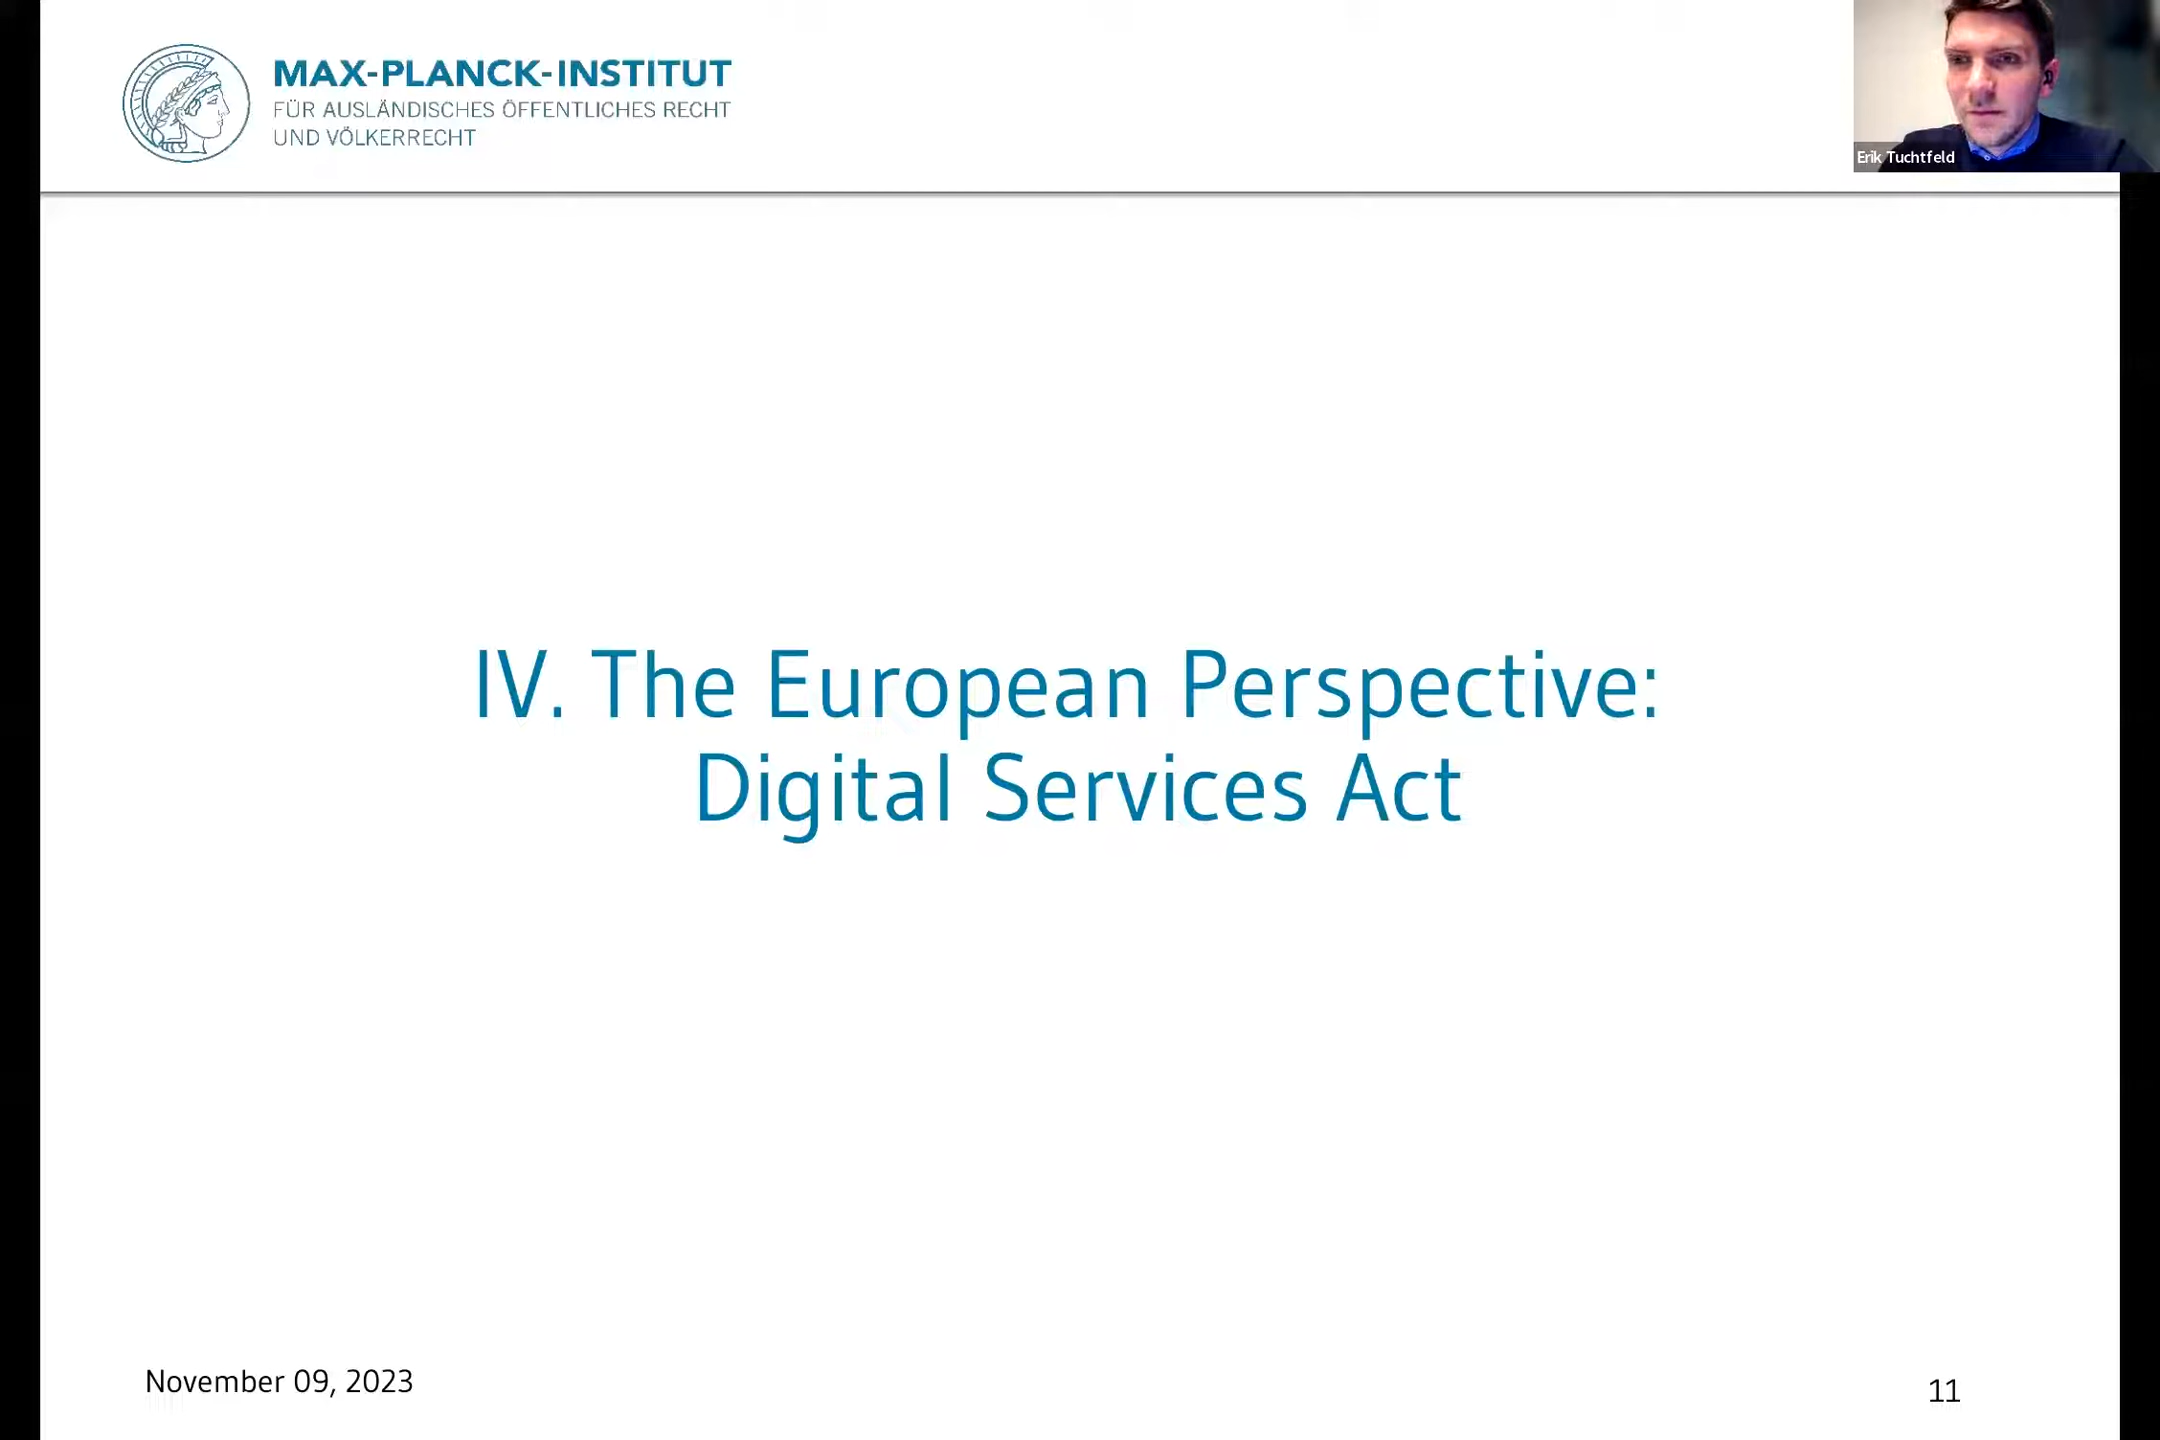 MAX-PLANCK-INSTITUT
FÜR AUSLÄNDISCHES ÖFFENTLICHES RECHT
UND VÖLKERRECHT
Erik Tuchtfeld
IV. The European Perspective:
Digital Services Act
November 09, 2023
11